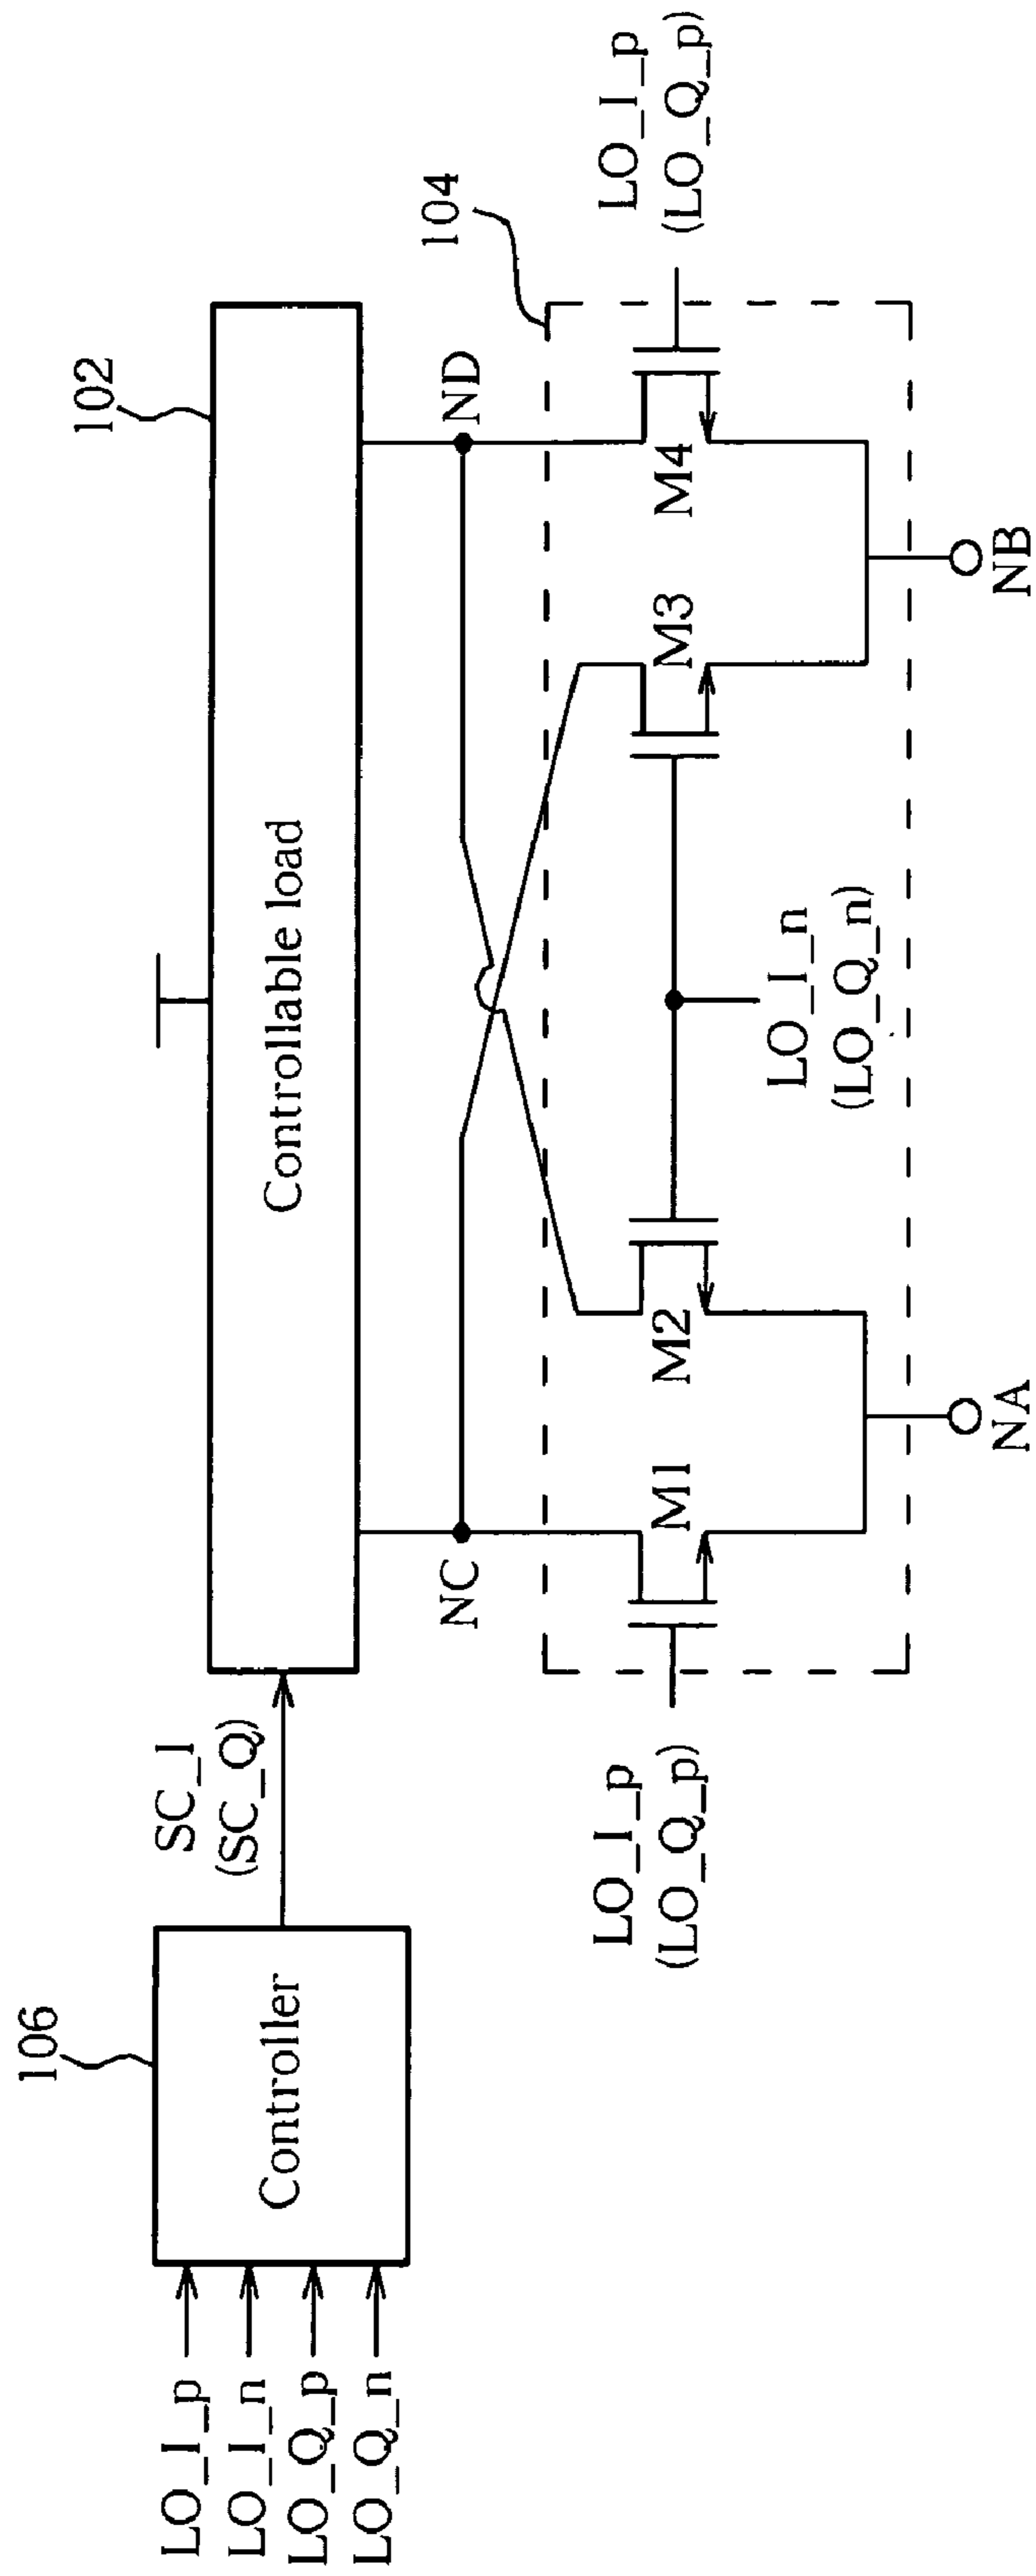 106
102
LO_I_p
LO_I_n
LO_Q_p
LO_Q_n
Controller
SC_I
(SC_Q)
Controllable load
NC
ND
104
LO_I_p
(LO_Q_p)
M1
M2
M3
M4
LO_I_p
(LO_Q_p)
LO_I_n
(LO_Q_n)
NA
NB